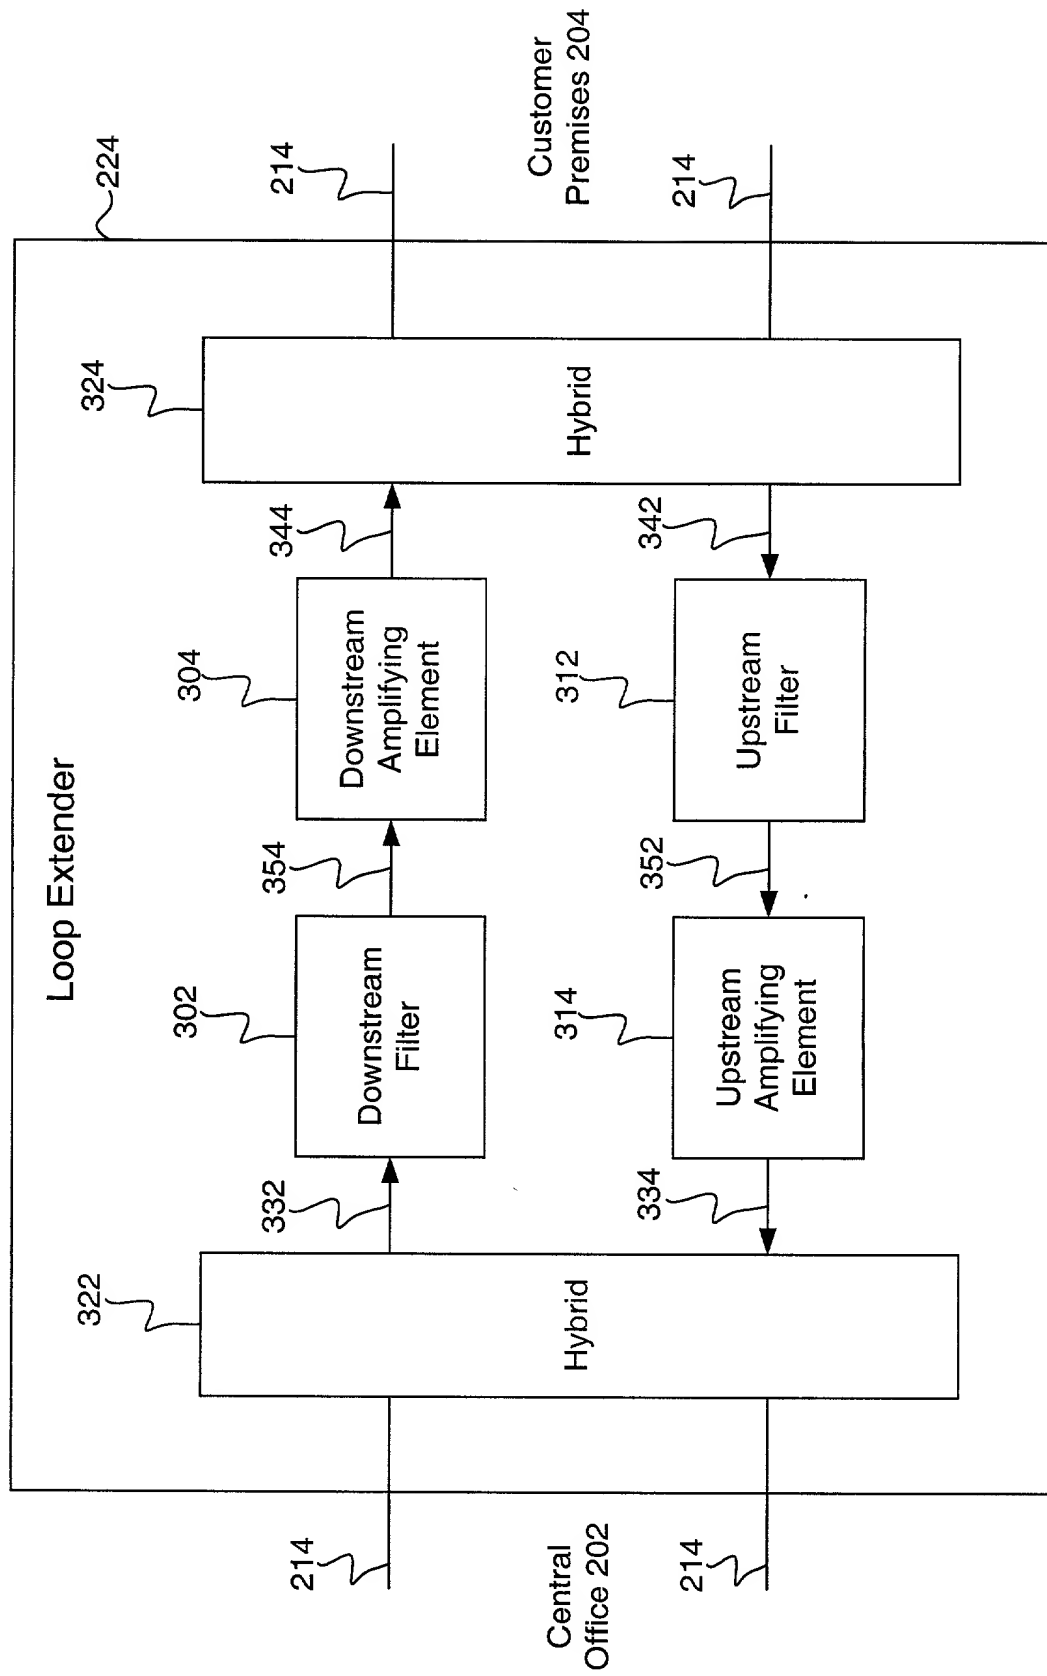 Loop Extender
224
322
302
304
324
214
332
354
344
214
Hybrid
Downstream
Filter
Downstream
Amplifying
Element
Hybrid
Central
Office 202
Customer
Premises 204
314
312
214
334
352
342
214
Upstream
Amplifying
Element
Upstream
Filter